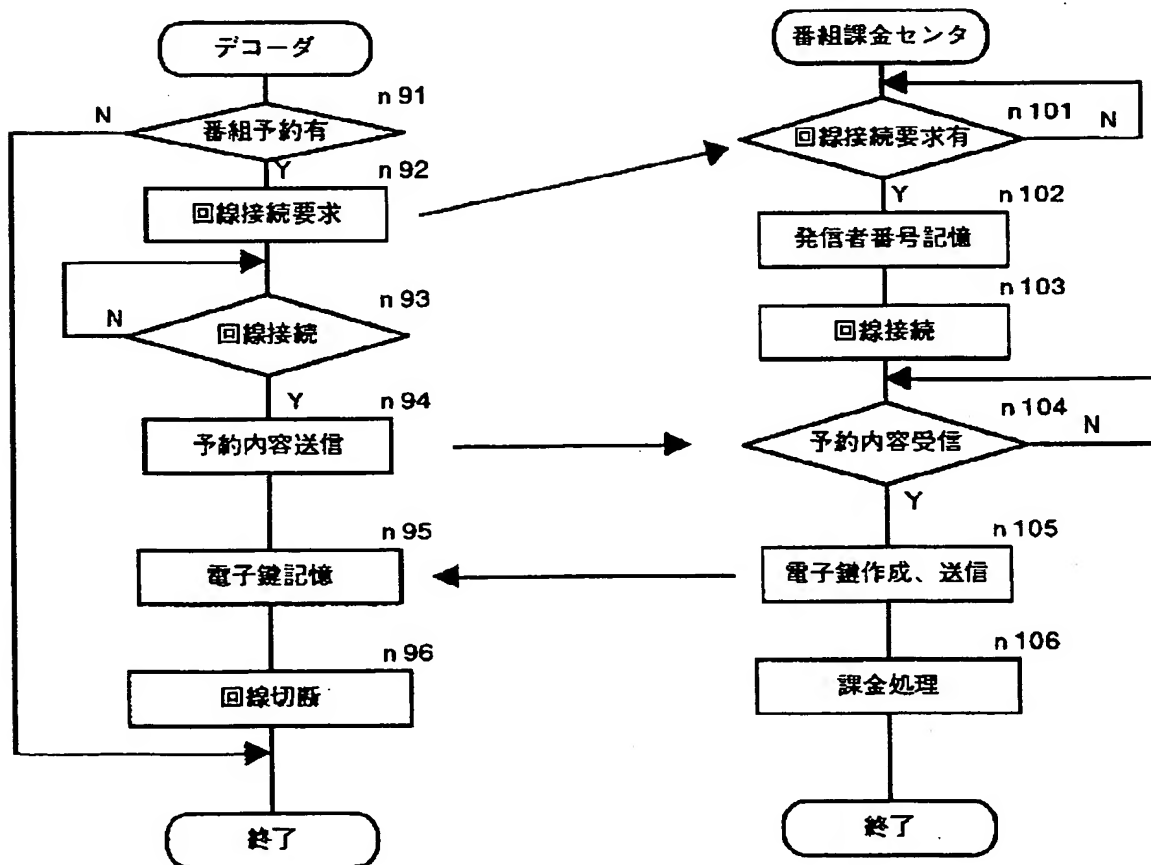 デコーダ
n 91
N
番組予約有
Y
n 92
回線接続要求
n 93
N
回線接続
Y
n 94
予約内容送信
n 95
電子鍵記憶
n 96
回線切断
終了
番組課金センタ
n 101
N
回線接続要求有
Y
n 102
発信者番号記憶
n 103
回線接続
n 104
N
予約内容受信
Y
n 105
電子鍵作成、送信
n 106
課金処理
終了